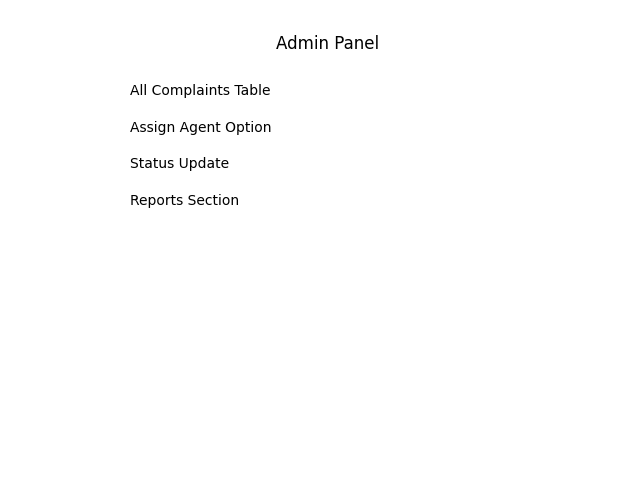 Admin Panel
All Complaints Table
Assign Agent Option
Status Update
Reports Section